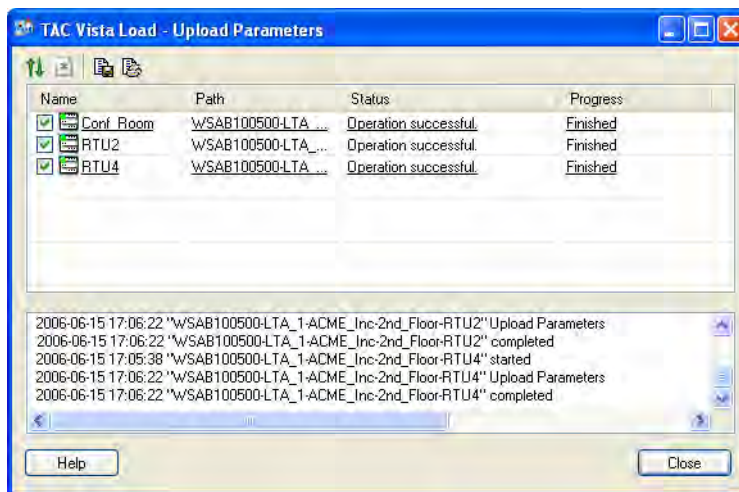 TAC Vista Load - Upload Parameters
Name Path Status Progress
Conf_Room WSAB100500-LTA_... Operation successful. Finished
RTU2 WSAB100500-LTA_... Operation successful. Finished
RTU4 WSAB100500-LTA_... Operation successful. Finished
2006-06-15 17:06:22 "WSAB100500-LTA_1-ACME_Inc-2nd_Floor-RTU2" Upload Parameters
2006-06-15 17:06:22 "WSAB100500-LTA_1-ACME_Inc-2nd_Floor-RTU2" completed
2006-06-15 17:05:38 "WSAB100500-LTA_1-ACME_Inc-2nd_Floor-RTU4" started
2006-06-15 17:06:22 "WSAB100500-LTA_1-ACME_Inc-2nd_Floor-RTU4" Upload Parameters
2006-06-15 17:06:22 "WSAB100500-LTA_1-ACME_Inc-2nd_Floor-RTU4" completed
Help Close